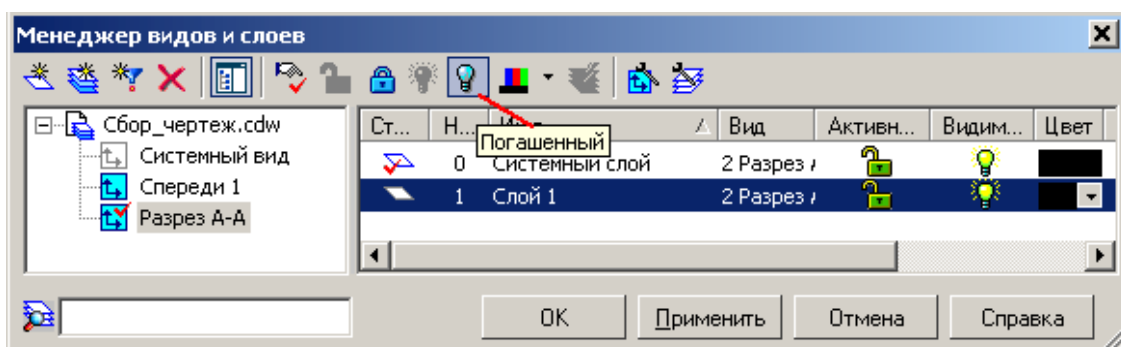 Менеджер видов и слоев
Сбор_чертеж.cdw
Системный вид
Спереди 1
Разрез А-А
Ст... Н... Вид Активн... Видим... Цвет
Погашенный
0 Системный слой 2 Разрез
1 Слой 1 2 Разрез
ОК Применить Отмена Справка